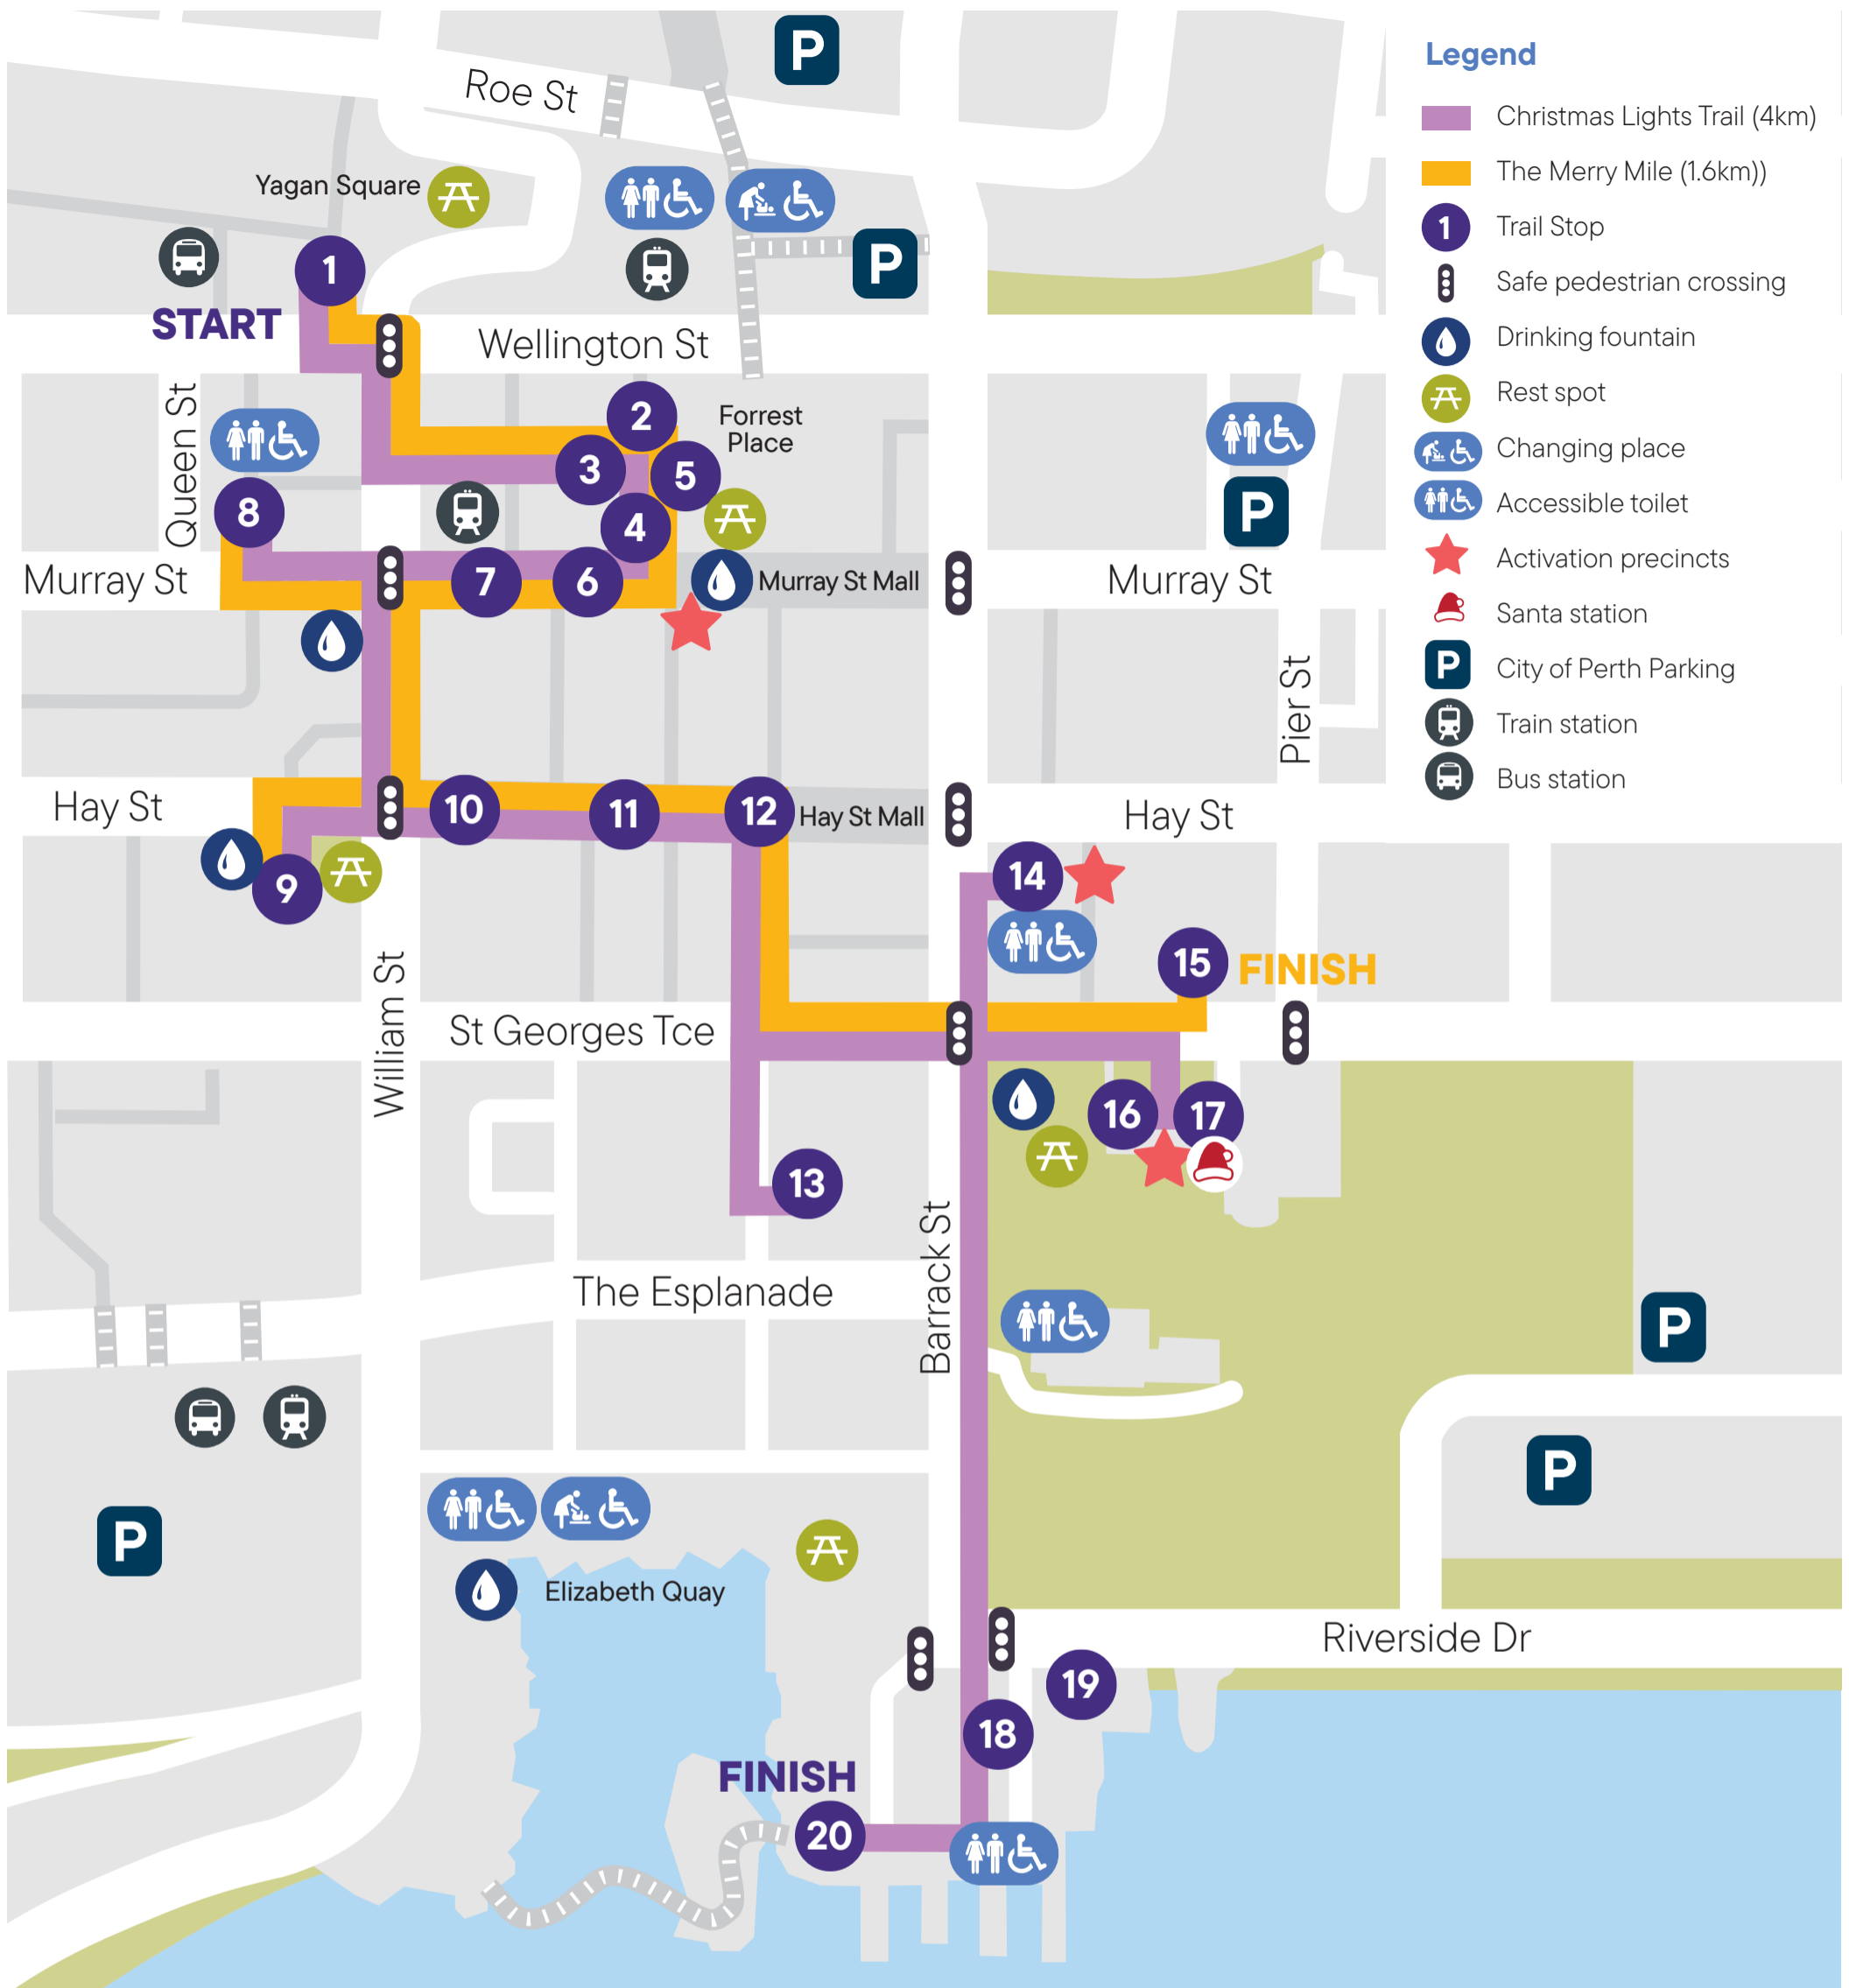 P
Roe St
Yagan Square
P
1
START
Wellington St
Queen St
2
Forrest
Place
3
5
8
4
P
Murray St
7
6
Murray St Mall
Murray St
Pier St
Hay St
10
11
12
Hay St Mall
Hay St
9
14
William St
15
FINISH
St Georges Tce
16
17
13
Barrack St
The Esplanade
P
P
P
Elizabeth Quay
Riverside Dr
19
18
FINISH
20
Legend
Christmas Lights Trail (4km)
The Merry Mile (1.6km))
1
Trail Stop
Safe pedestrian crossing
Drinking fountain
Rest spot
Changing place
Accessible toilet
Activation precincts
Santa station
P
City of Perth Parking
Train station
Bus station